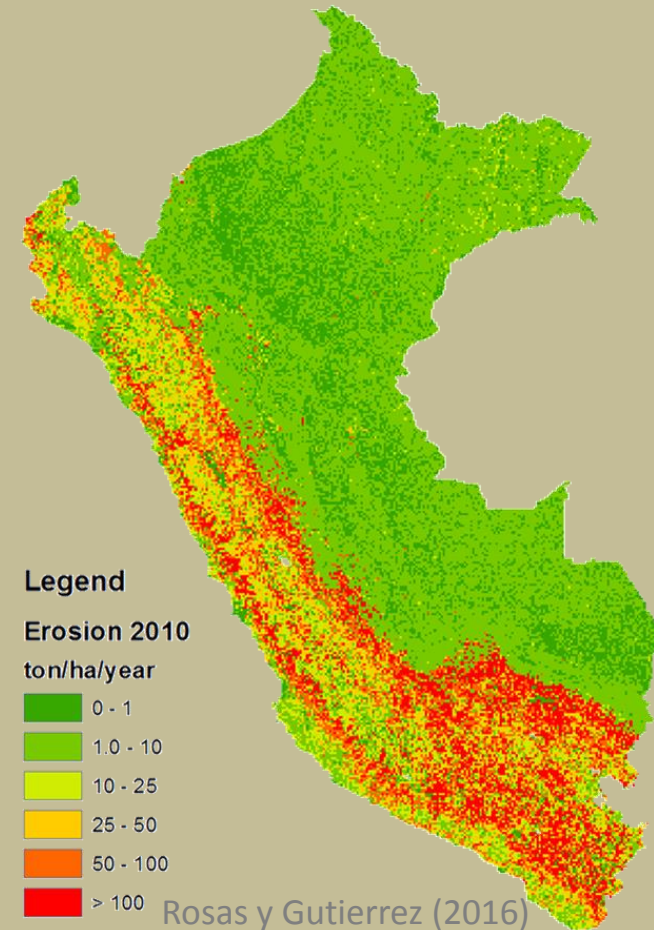 Legend
Erosion 2010
ton/ha/year
0 - 1
1.0 - 10
10 - 25
25 - 50
50 - 100
> 100
Rosas y Gutierrez (2016)